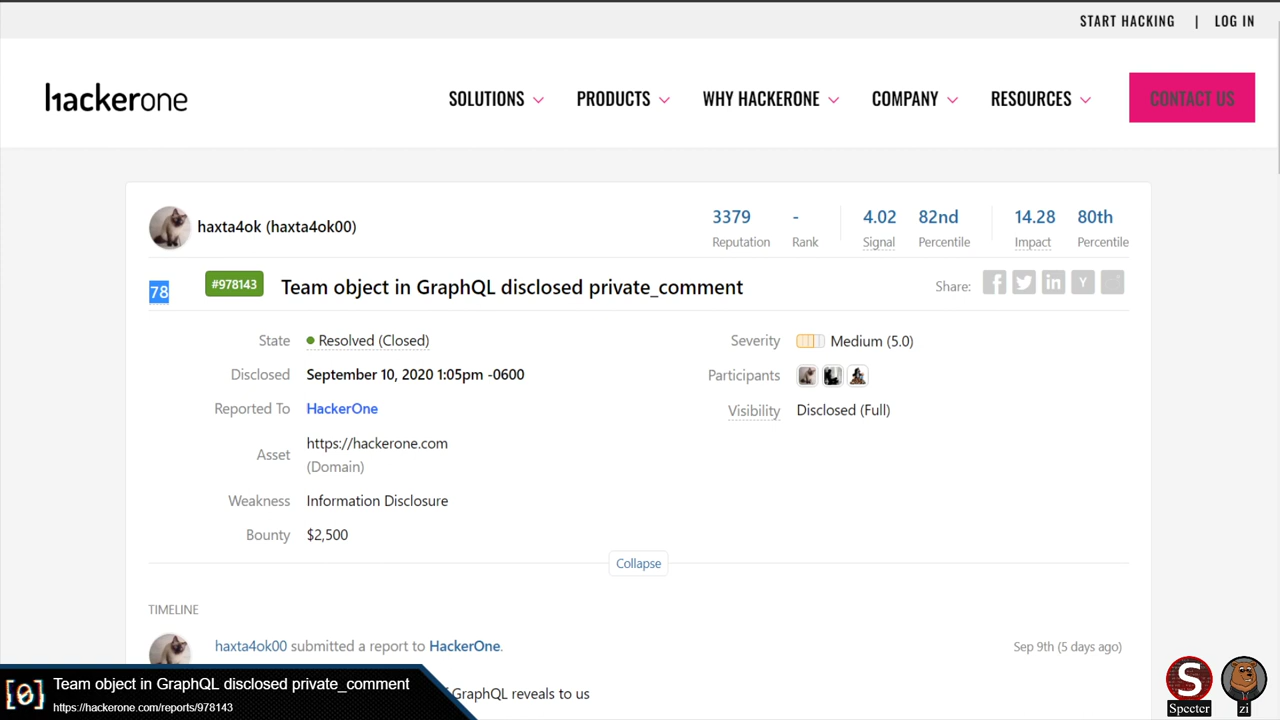 START HACKING | LOG IN
hackerone
SOLUTIONS PRODUCTS WHY HACKERONE COMPANY RESOURCES CONTACT US
haxta4ok (haxta4ok00)
3379 - 4.02 82nd 14.28 80th
Reputation Rank Signal Percentile Impact Percentile
78 #978143 Team object in GraphQL disclosed private_comment Share: f in Y
State Resolved (Closed)
Severity Medium (5.0)
Disclosed September 10, 2020 1:05pm -0600
Participants
Reported To HackerOne
Visibility Disclosed (Full)
Asset https://hackerone.com
(Domain)
Weakness Information Disclosure
Bounty $2,500
Collapse
TIMELINE
haxta4ok00 submitted a report to HackerOne. Sep 9th (5 days ago)
GraphQL reveals to us
[0] Team object in GraphQL disclosed private_comment
https://hackerone.com/reports/978143
S
Specter zi